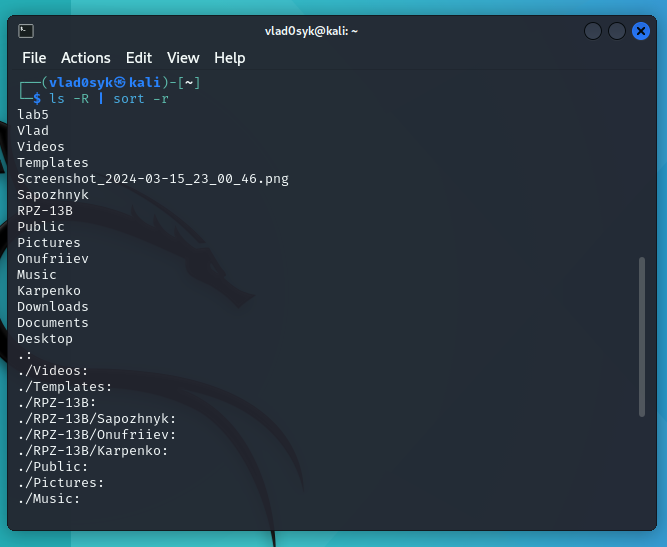 vlad0syk@kali: ~
File Actions Edit View Help
┌──(vlad0syk㉿kali)-[~]
└─$ ls -R | sort -r
lab5
Vlad
Videos
Templates
Screenshot_2024-03-15_23_00_46.png
Sapozhnyk
RPZ-13B
Public
Pictures
Onufriiev
Music
Karpenko
Downloads
Documents
Desktop
.:
./Videos:
./Templates:
./RPZ-13B:
./RPZ-13B/Sapozhnyk:
./RPZ-13B/Onufriiev:
./RPZ-13B/Karpenko:
./Public:
./Pictures:
./Music: